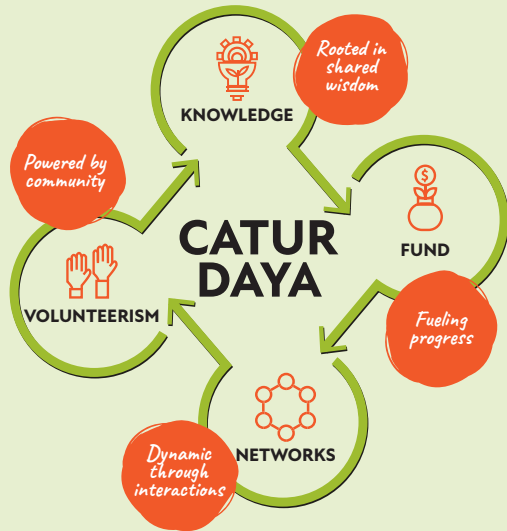 Rooted in
shared
wisdom
KNOWLEDGE
Powered by
community
CATUR
DAYA
$
FUND
VOLUNTEERISM
Fueling
progress
Dynamic
through
interactions
NETWORKS